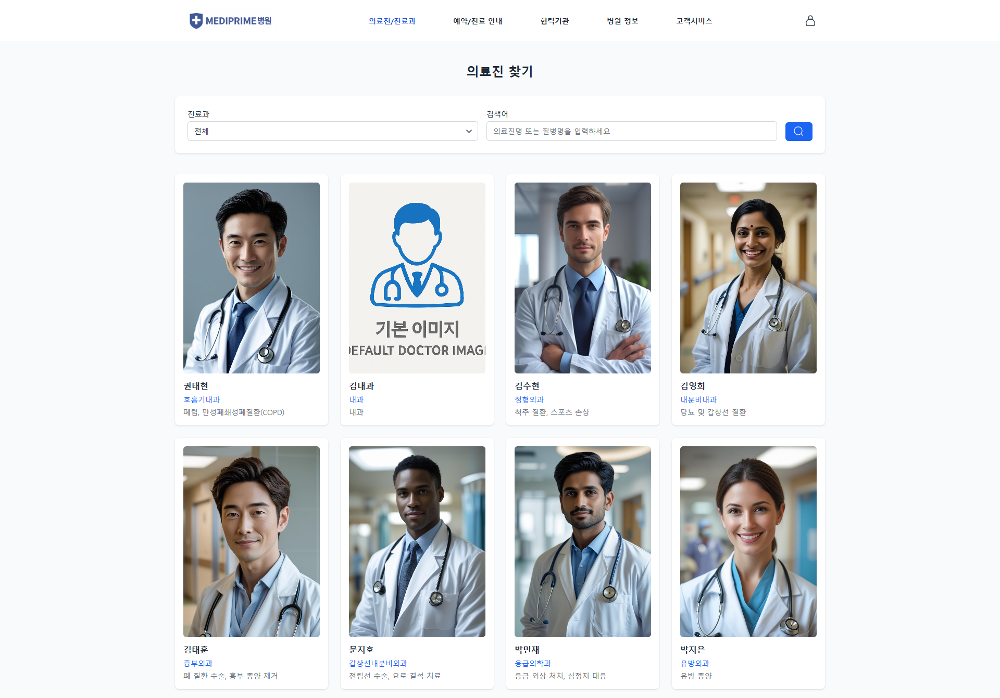 MEDIPRIME병원
의료진/진료과
예약/진료 안내
협력기관
병원 정보
고객서비스
의료진 찾기
진료과
전체
검색어
의료진명 또는 질병명을 입력하세요
기본 이미지
DEFAULT DOCTOR IMAGE
권태현
호흡기내과
폐렴, 만성폐쇄성폐질환(COPD)
김내과
내과
내과
김수현
정형외과
척추 질환, 스포츠 손상
김영희
내분비내과
당뇨 및 갑상선 질환
김태훈
흉부외과
폐 질환 수술, 흉부 종양 제거
문지호
갑상선내분비외과
전립선 수술, 요로 결석 치료
박민재
응급의학과
응급 외상 처치, 심정지 대응
박지은
유방외과
유방 종양